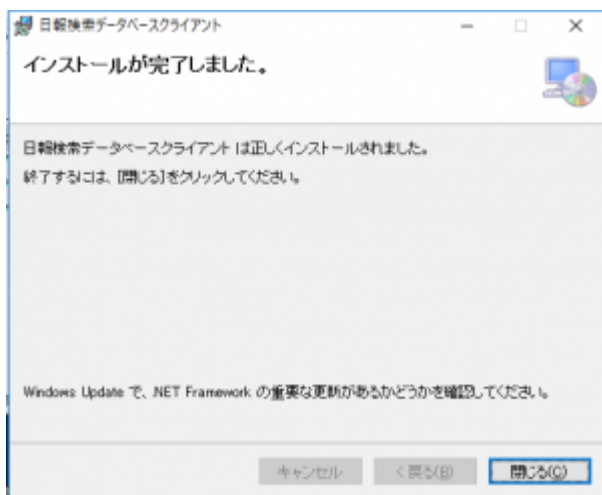 日報検索データベースクライアント
インストールが完了しました。
日報検索データベースクライアント は正しくインストールされました。
終了するには、[閉じる]をクリックしてください。
Windows Update で、.NET Framework の重要な更新があるかどうかを確認してください。
キャンセル
< 戻る(B)
閉じる(C)